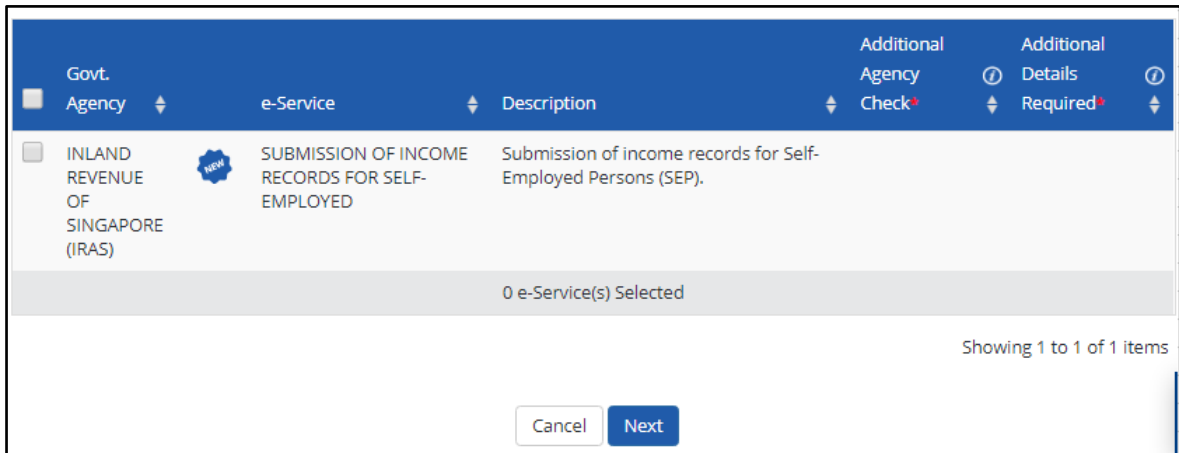 Govt. Agency
e-Service
Description
Additional Agency Check*
Additional Details Required*
INLAND
REVENUE
OF
SINGAPORE
(IRAS)
NEW
SUBMISSION OF INCOME
RECORDS FOR SELF-
EMPLOYED
Submission of income records for Self-
Employed Persons (SEP).
0 e-Service(s) Selected
Showing 1 to 1 of 1 items
Cancel
Next